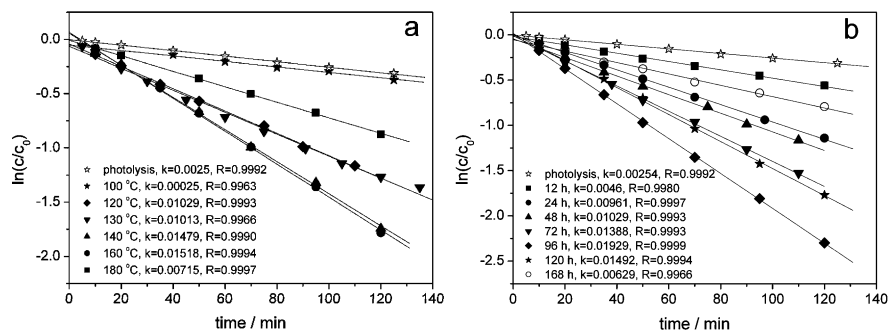 a
0.0
-0.5
-1.0
-1.5
-2.0
ln(c/c0)
photolysis, k=0.0025, R=0.9992
100 °C, k=0.00025, R=0.9963
120 °C, k=0.01029, R=0.9993
130 °C, k=0.01013, R=0.9966
140 °C, k=0.01479, R=0.9990
160 °C, k=0.01518, R=0.9994
180 °C, k=0.00715, R=0.9997
0 20 40 60 80 100 120 140
time / min
b
0.0
-0.5
-1.0
-1.5
-2.0
-2.5
ln(c/c0)
photolysis, k=0.00254, R=0.9992
12 h, k=0.0046, R=0.9980
24 h, k=0.00961, R=0.9997
48 h, k=0.01029, R=0.9993
72 h, k=0.01388, R=0.9993
96 h, k=0.01929, R=0.9999
120 h, k=0.01492, R=0.9994
168 h, k=0.00629, R=0.9966
0 20 40 60 80 100 120 140
time / min